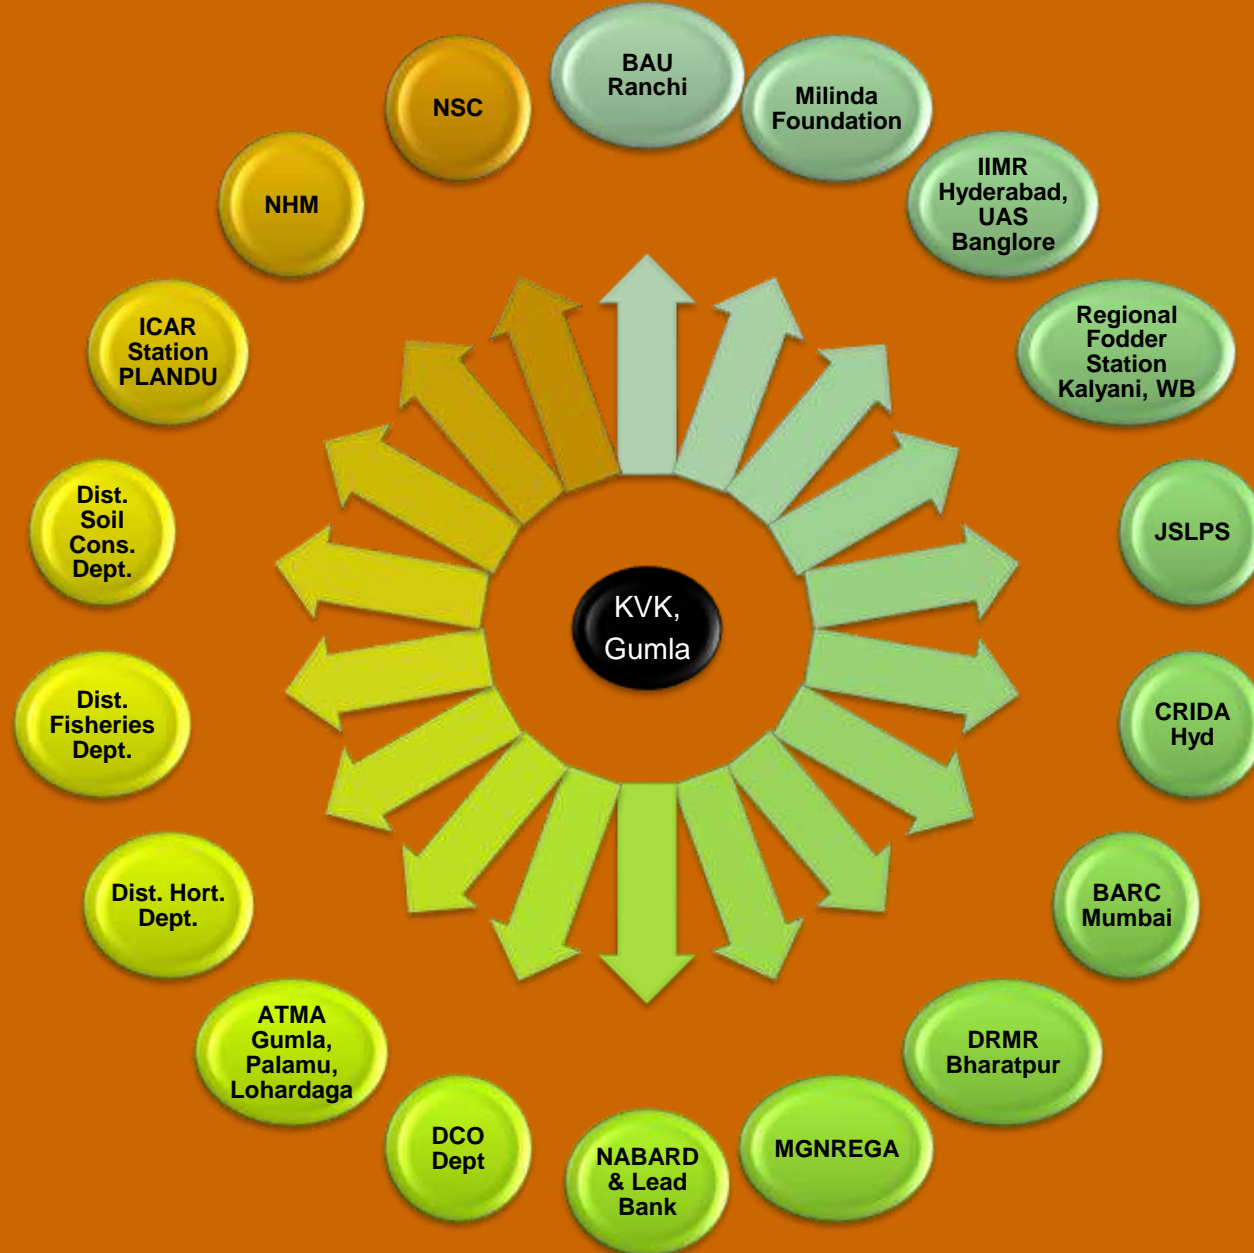 BAU
Ranchi
Milinda
Foundation
IIMR
Hyderabad,
UAS
Banglore
Regional
Fodder
Station
Kalyani, WB
JSLPS
CRIDA
Hyd
BARC
Mumbai
DRMR
Bharatpur
MGNREGA
NABARD
& Lead
Bank
DCO
Dept
ATMA
Gumla,
Palamu,
Lohardaga
Dist. Hort.
Dept.
Dist.
Fisheries
Dept.
Dist.
Soil
Cons.
Dept.
ICAR
Station
PLANDU
NHM
NSC
KVK,
Gumla